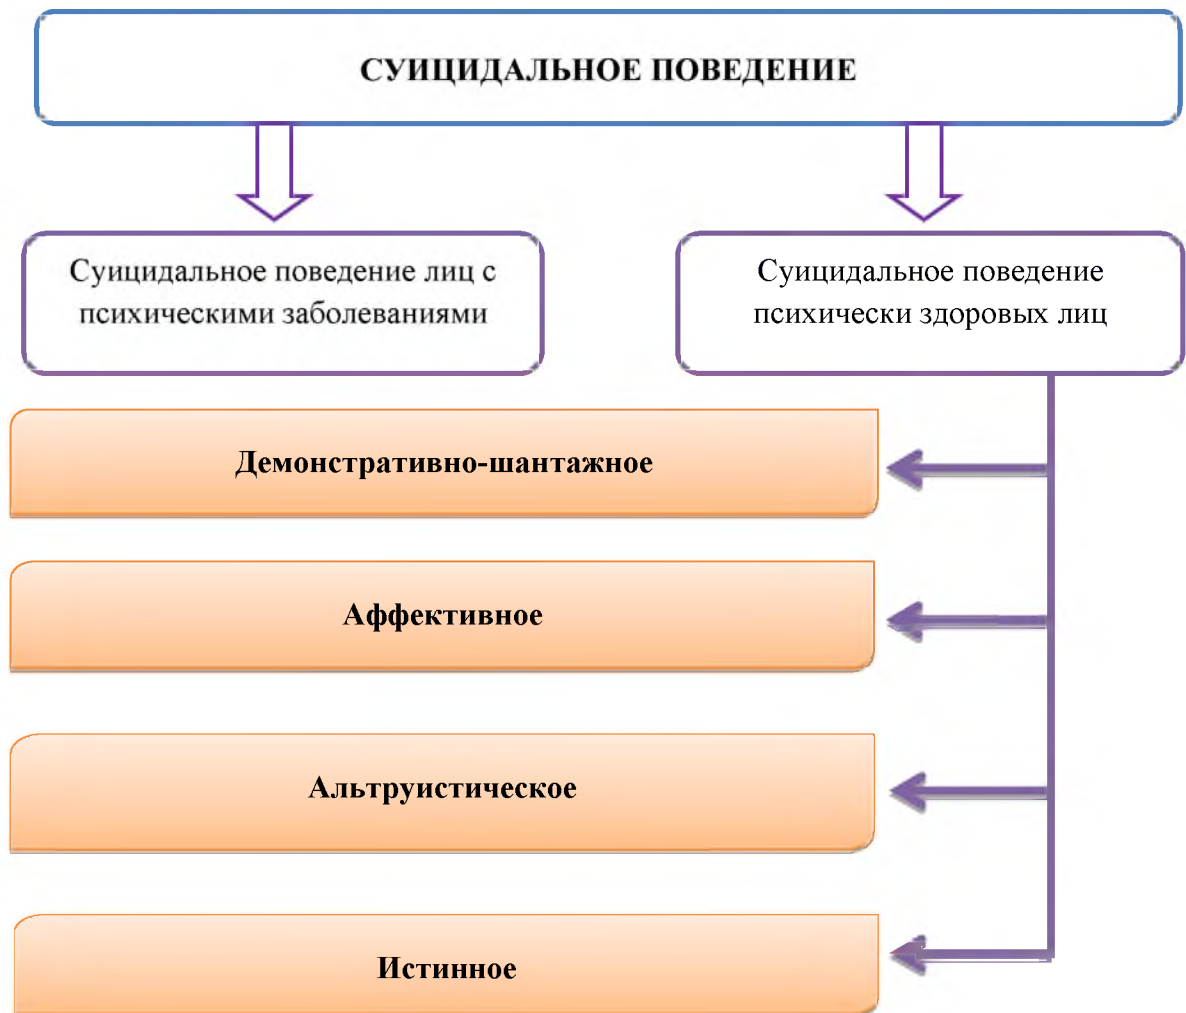 СУИЦИДАЛЬНОЕ ПОВЕДЕНИЕ
Суицидальное поведение лиц с
психическими заболеваниями
Суицидальное поведение
психически здоровых лиц
Демонстративно-шантажное
Аффективное
Альтруистическое
Истинное